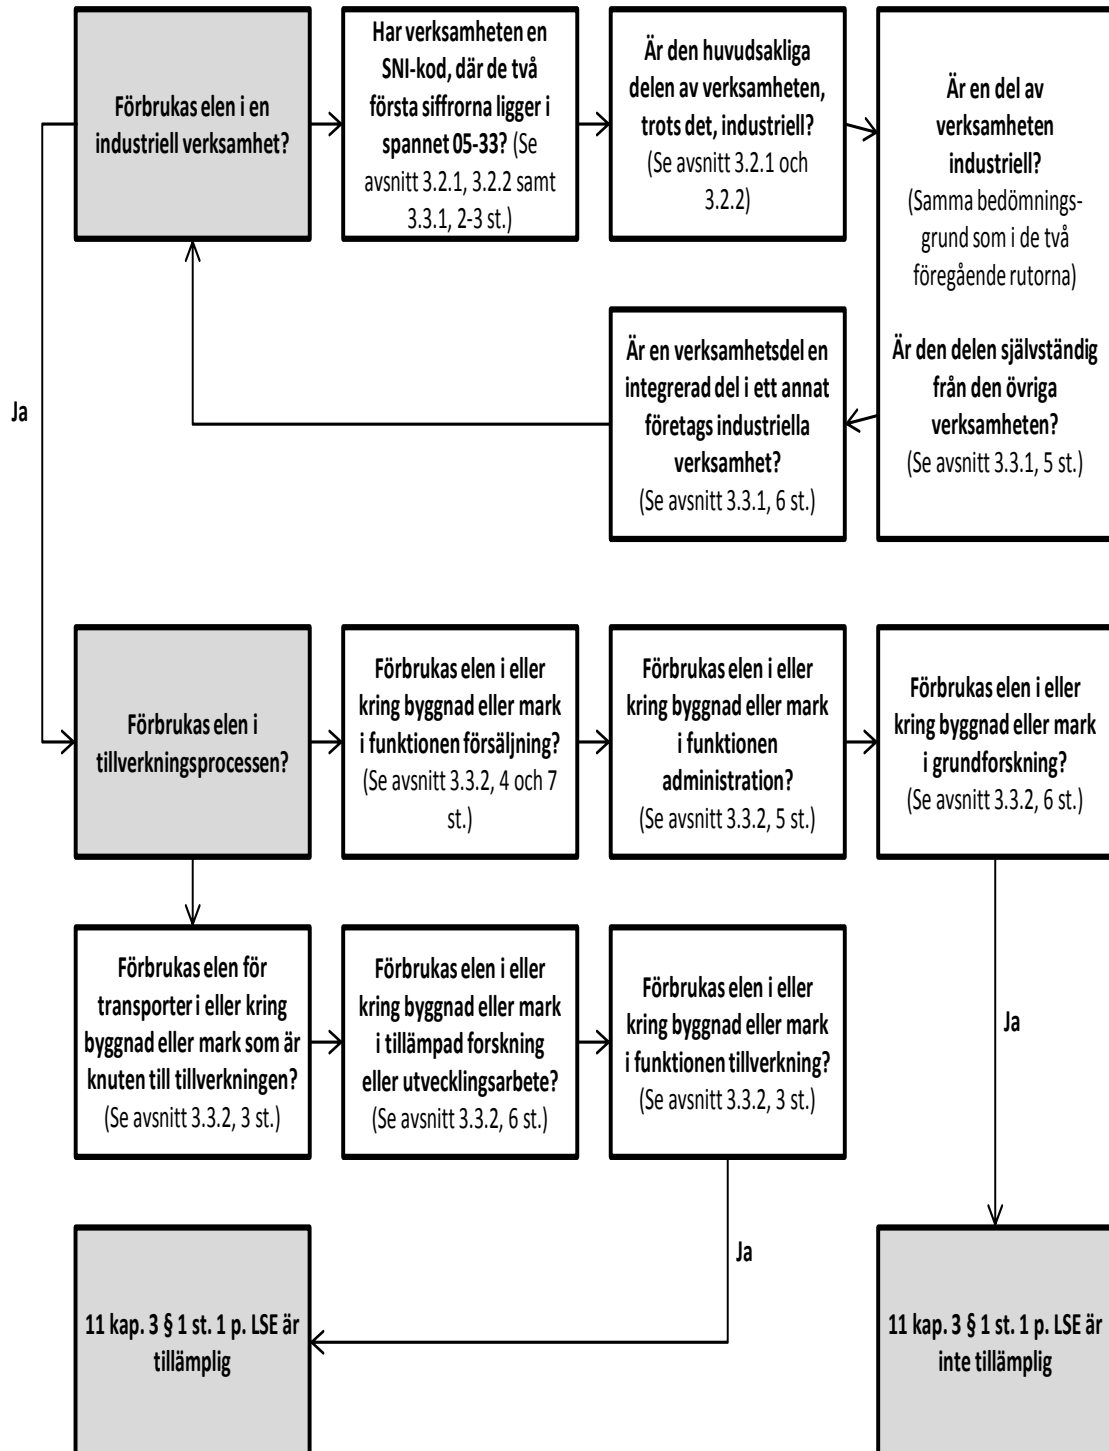 Förbrukas elen i en
industriell verksamhet?
Har verksamheten en
SNI-kod, där de två
första siffrorna ligger i
spannet 05-33? (Se
avsnitt 3.2.1, 3.2.2 samt
3.3.1, 2-3 st.)
Är den huvudsakliga
delen av verksamheten,
trots det, industriell?
(Se avsnitt 3.2.1 och
3.2.2)
Är en del av
verksamheten
industriell?
(Samma bedömnings-
grund som i de två
föregående rutorna)
Är den delen självständig
från den övriga
verksamheten?
(Se avsnitt 3.3.1, 5 st.)
Är en verksamhetsdel en
integrerad del i ett annat
företags industriella
verksamhet?
(Se avsnitt 3.3.1, 6 st.)
Ja
Förbrukas elen i
tillverkningsprocessen?
Förbrukas elen i eller
kring byggnad eller mark
i funktionen försäljning?
(Se avsnitt 3.3.2, 4 och 7
st.)
Förbrukas elen i eller
kring byggnad eller mark
i funktionen
administration?
(Se avsnitt 3.3.2, 5 st.)
Förbrukas elen i eller
kring byggnad eller mark
i grundforskning?
(Se avsnitt 3.3.2, 6 st.)
Förbrukas elen för
transporter i eller kring
byggnad eller mark som är
knuten till tillverkningen?
(Se avsnitt 3.3.2, 3 st.)
Förbrukas elen i eller
kring byggnad eller mark
i tillämpad forskning
eller utvecklingsarbete?
(Se avsnitt 3.3.2, 6 st.)
Förbrukas elen i eller
kring byggnad eller mark
i funktionen tillverkning?
(Se avsnitt 3.3.2, 3 st.)
Ja
Ja
11 kap. 3 § 1 st. 1 p. LSE är
tillämplig
11 kap. 3 § 1 st. 1 p. LSE är
inte tillämplig